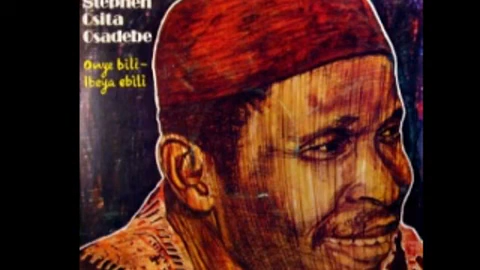 Stephen
Osita
Osadebe
Onye bili-
Ibeya ebili